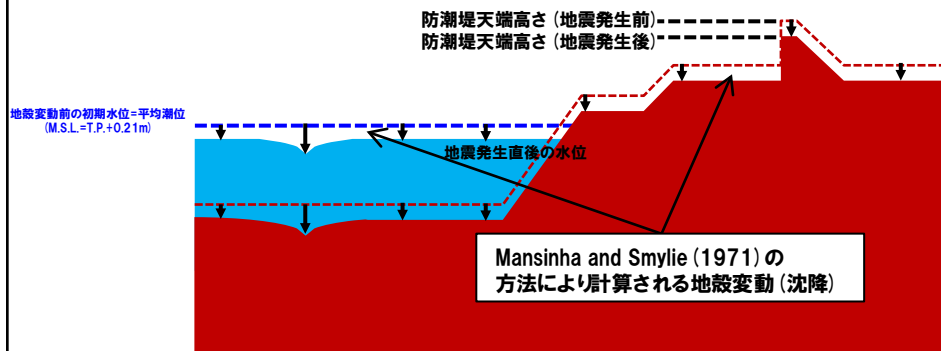 防潮堤天端高さ(地震発生前)
防潮堤天端高さ(地震発生後)
地殻変動前の初期水位=平均潮位
(M.S.L.=T.P.+0.21m)
地震発生直後の水位
Mansinha and Smylie(1971)の
方法により計算される地殻変動(沈降)